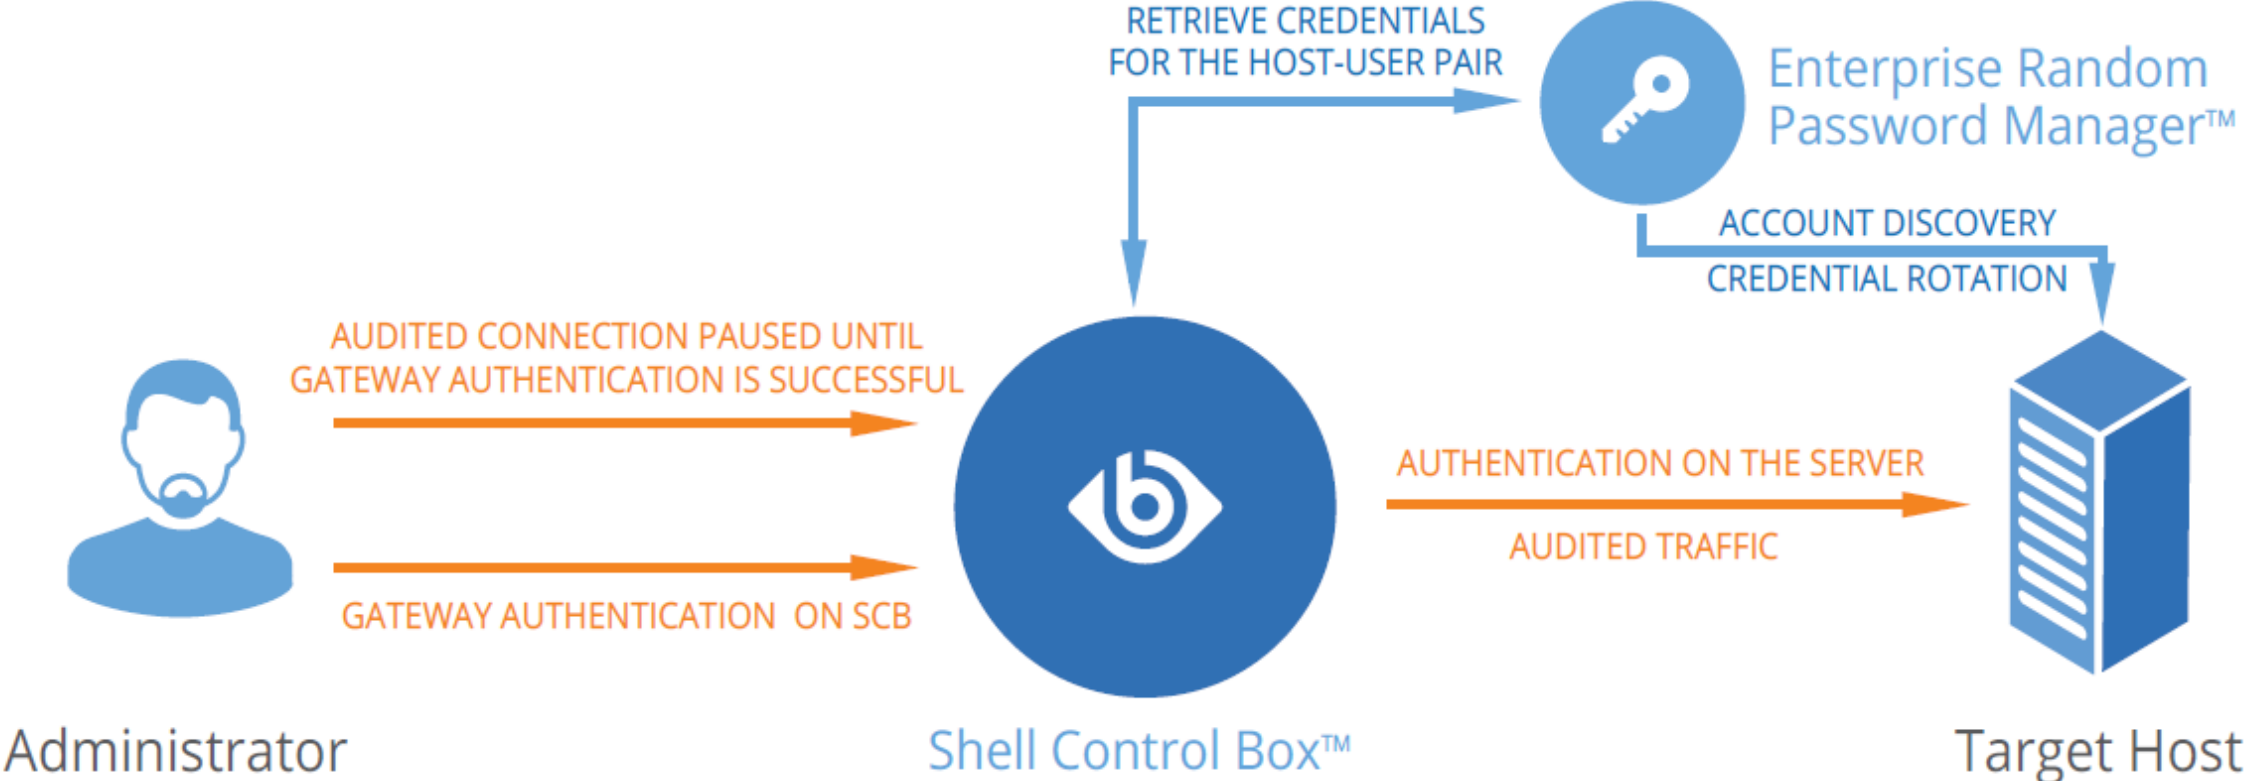 RETRIEVE CREDENTIALS
FOR THE HOST-USER PAIR
Enterprise Random
Password Manager™
ACCOUNT DISCOVERY
CREDENTIAL ROTATION
AUDITED CONNECTION PAUSED UNTIL
GATEWAY AUTHENTICATION IS SUCCESSFUL
GATEWAY AUTHENTICATION ON SCB
AUTHENTICATION ON THE SERVER
AUDITED TRAFFIC
Administrator
Shell Control Box™
Target Host